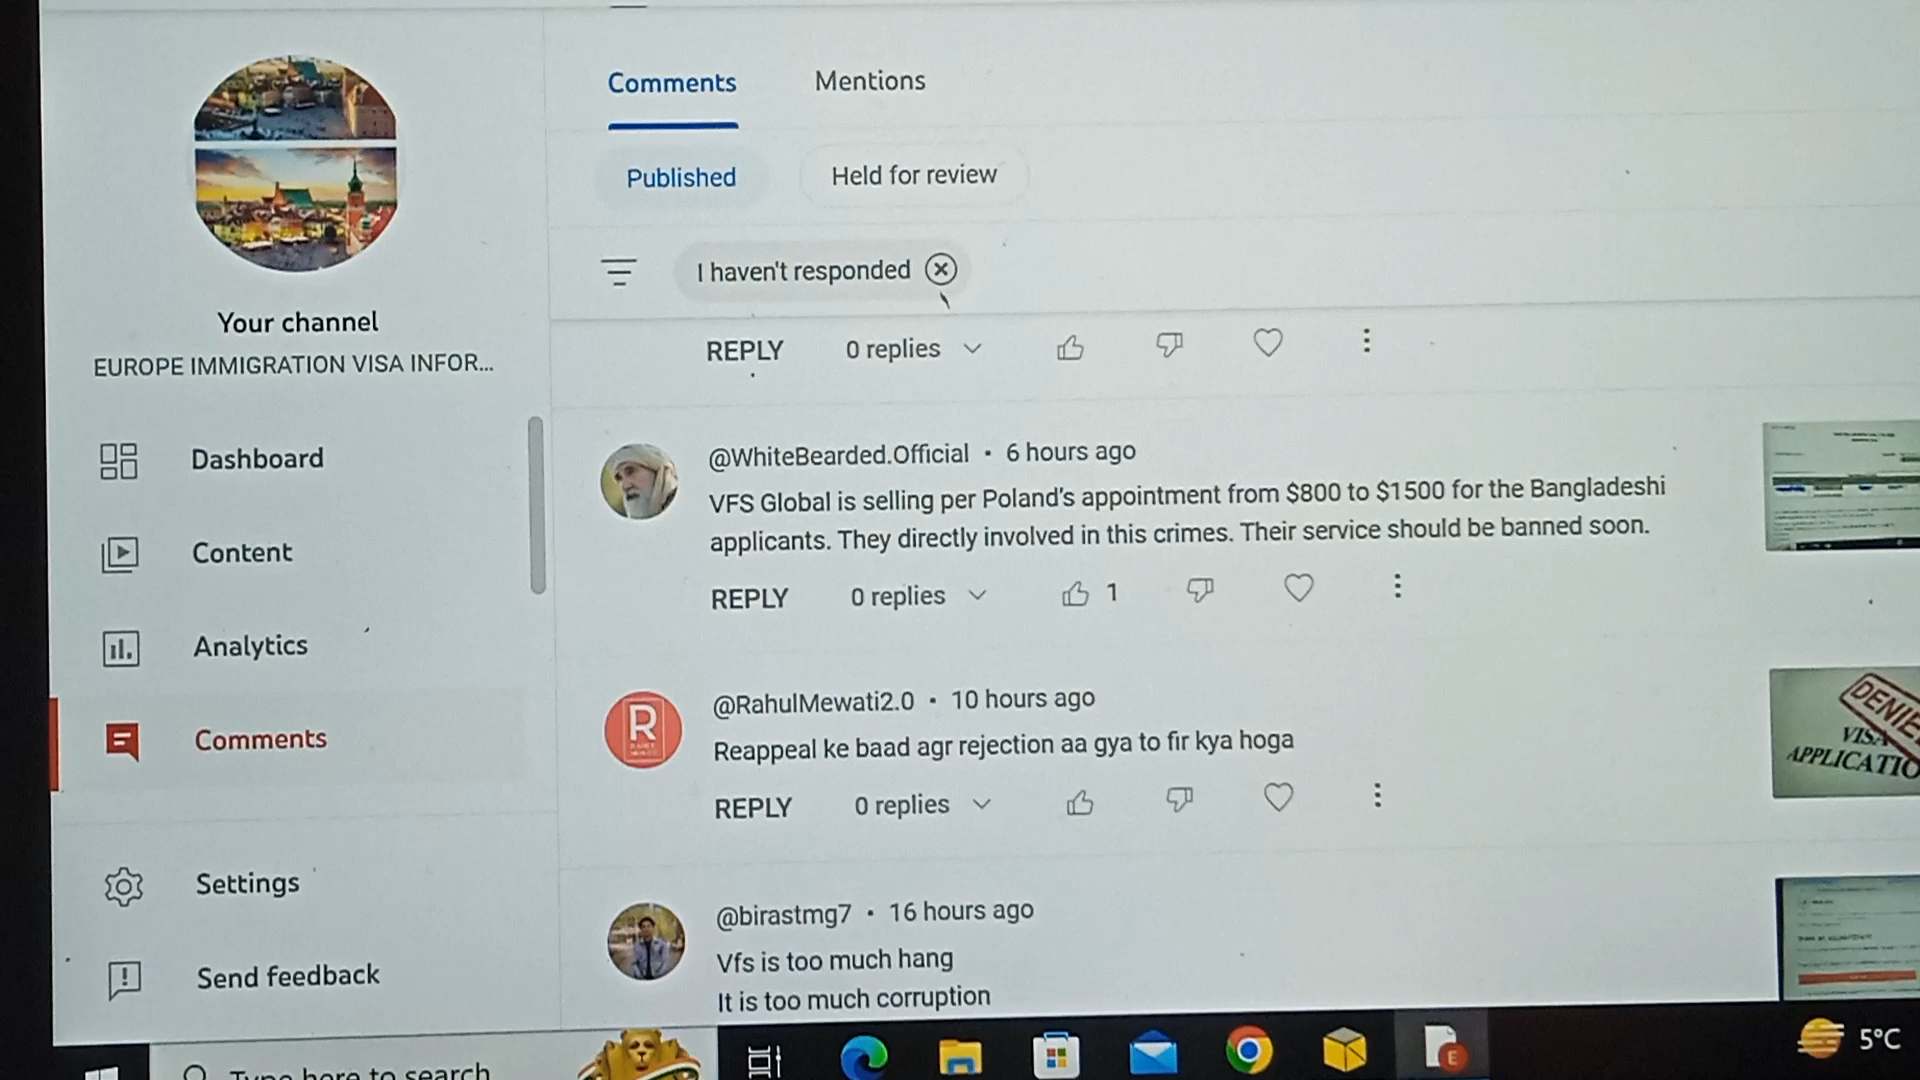 Comments
Mentions
Published
Held for review
I haven't responded
Your channel
EUROPE IMMIGRATION VISA INFOR...
Dashboard
Content
Analytics
Comments
Settings
Send feedback
REPLY
0 replies
@WhiteBearded.Official • 6 hours ago
VFS Global is selling per Poland's appointment from $800 to $1500 for the Bangladeshi
applicants. They directly involved in this crimes. Their service should be banned soon.
REPLY
0 replies
1
R
@RahulMewati2.0 • 10 hours ago
Reappeal ke baad agr rejection aa gya to fir kya hoga
REPLY
0 replies
DENIE
VISA
APPLICATIO
@birastmg7 • 16 hours ago
Vfs is too much hang
It is too much corruption
Type here to search
E
5°C